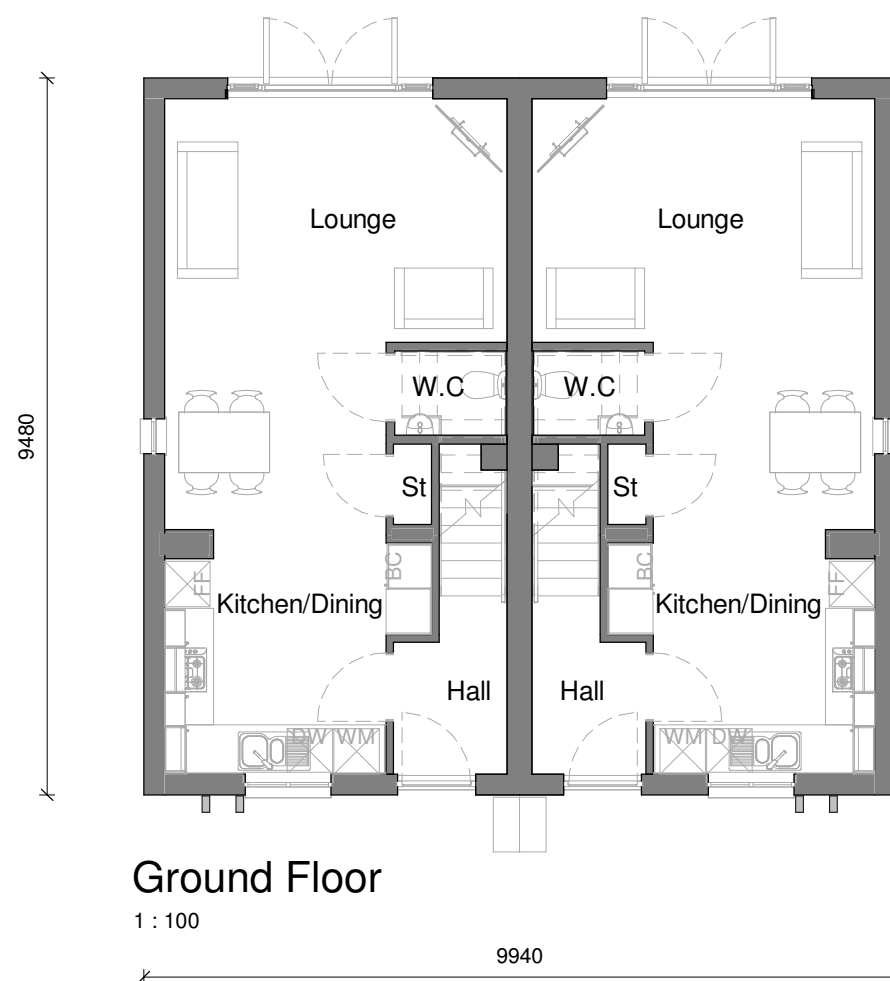 Lounge
Lounge
W.C
W.C
9480
St
St
BC
BC
FF
FF
Kitchen/Dining
Kitchen/Dining
Hall
Hall
DW
WM
WM
DW
Ground Floor
1 : 100
9940